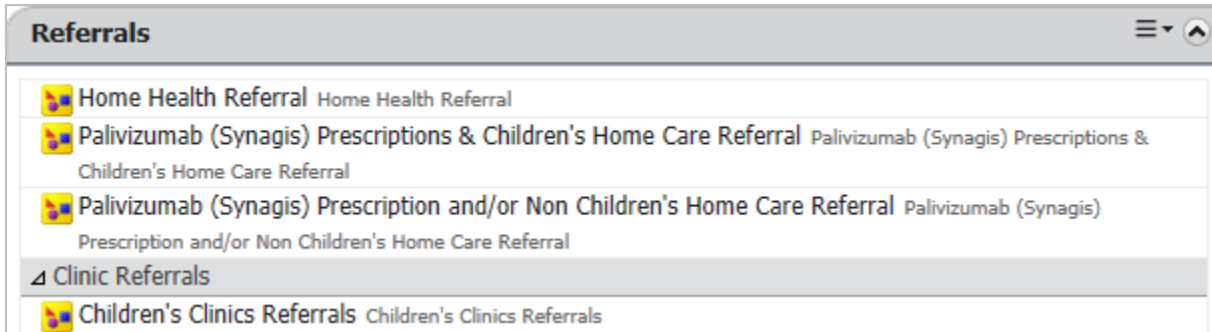 Referrals
Home Health Referral Home Health Referral
Palivizumab (Synagis) Prescriptions & Children's Home Care Referral Palivizumab (Synagis) Prescriptions &
Children's Home Care Referral
Palivizumab (Synagis) Prescription and/or Non Children's Home Care Referral Palivizumab (Synagis)
Prescription and/or Non Children's Home Care Referral
Clinic Referrals
Children's Clinics Referrals Children's Clinics Referrals